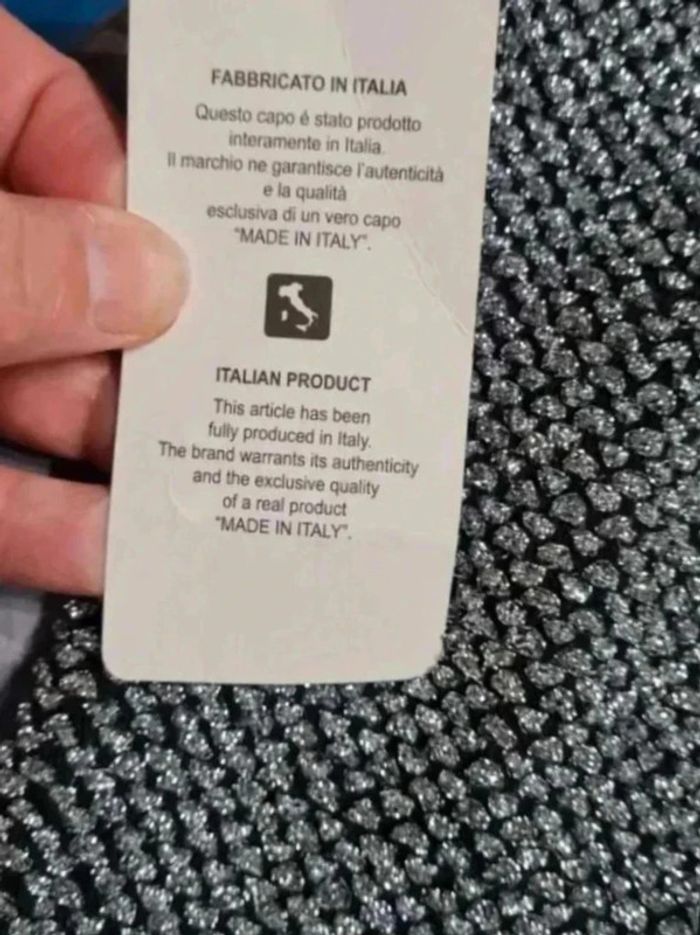 FABBRICATO IN ITALIA
Questo capo é stato prodotto
interamente in Italia.
Il marchio ne garantisce l'autenticità
e la qualità
esclusiva di un vero capo
"MADE IN ITALY".
ITALIAN PRODUCT
This article has been
fully produced in Italy.
The brand warrants its authenticity
and the exclusive quality
of a real product
"MADE IN ITALY".